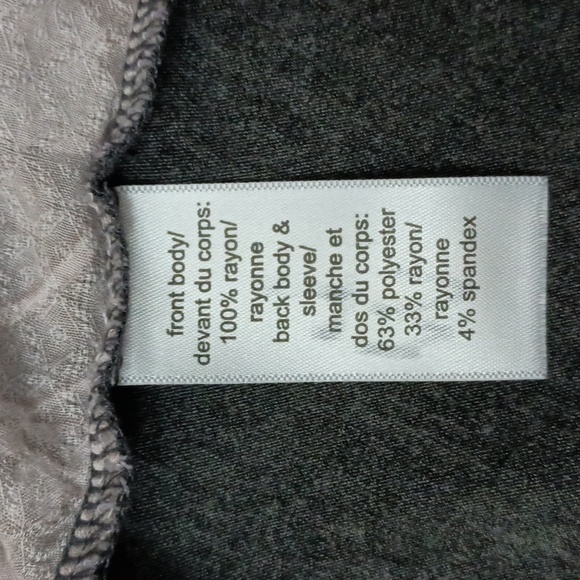 front body/
devant du corps:
100% rayon/
rayonne
back body &
sleeve/
manche et
dos du corps:
63% polyester
33% rayon/
rayonne
4% spandex